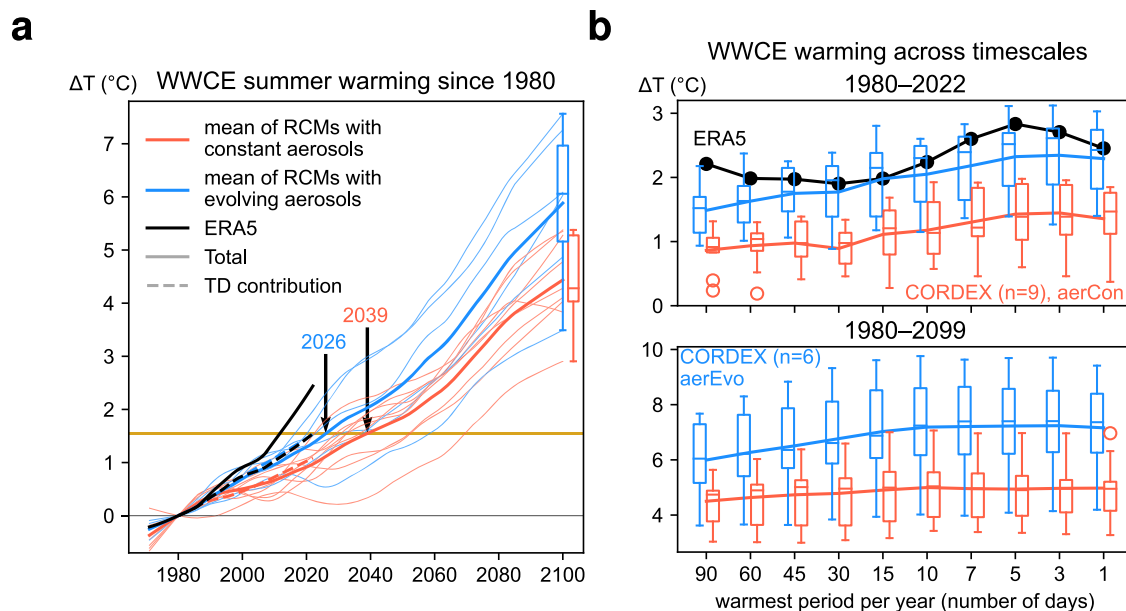 a
WWCE summer warming since 1980
ΔT (°C)
mean of RCMs with
constant aerosols
mean of RCMs with
evolving aerosols
ERA5
Total
TD contribution
2026
2039
7
6
5
4
3
2
1
0
1980 2000 2020 2040 2060 2080 2100
b
WWCE warming across timescales
1980–2022
ΔT (°C)
ERA5
CORDEX (n=9), aerCon
3
2
1
0
1980–2099
CORDEX (n=6)
aerEvo
10
8
6
4
90 60 45 30 15 10 7 5 3 1
warmest period per year (number of days)